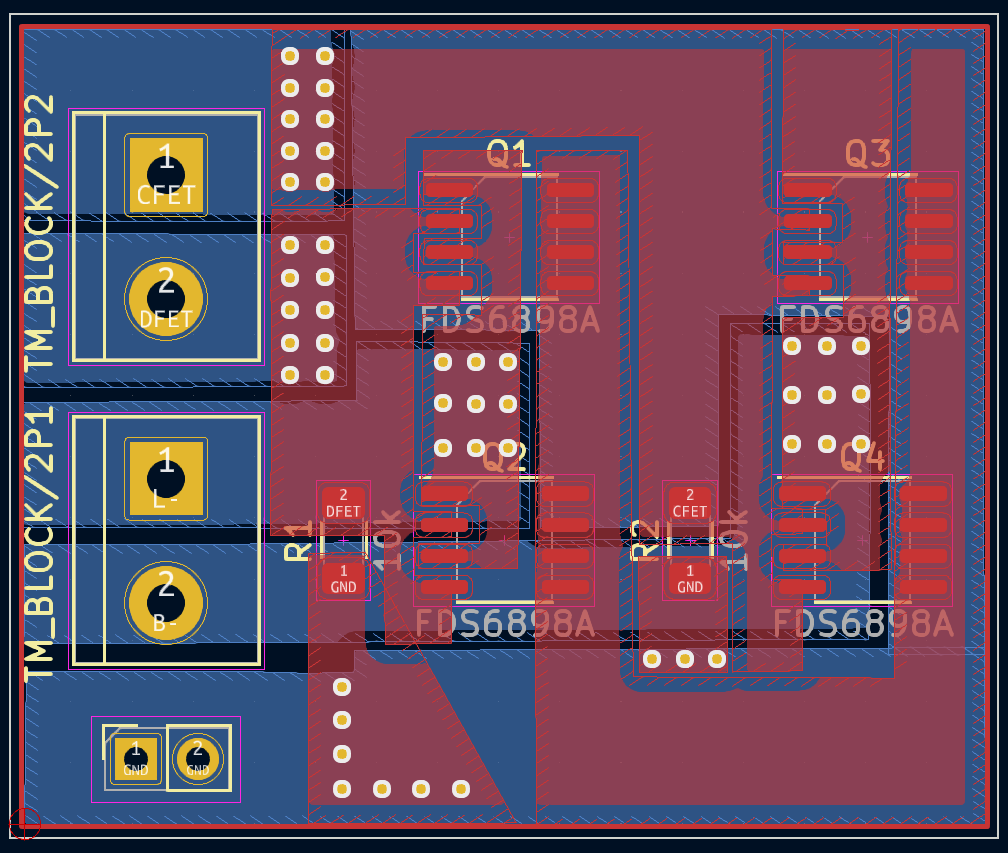 TM_BLOCK/2P2
1
CFET
2
DFET
TM_BLOCK/2P1
1
L-
2
B-
1
GND
2
GND
Q1
FDS6898A
Q3
FDS6898A
Q2
FDS6898A
Q4
FDS6898A
R1
2
DFET
1
GND
10k
R2
2
CFET
1
GND
10k